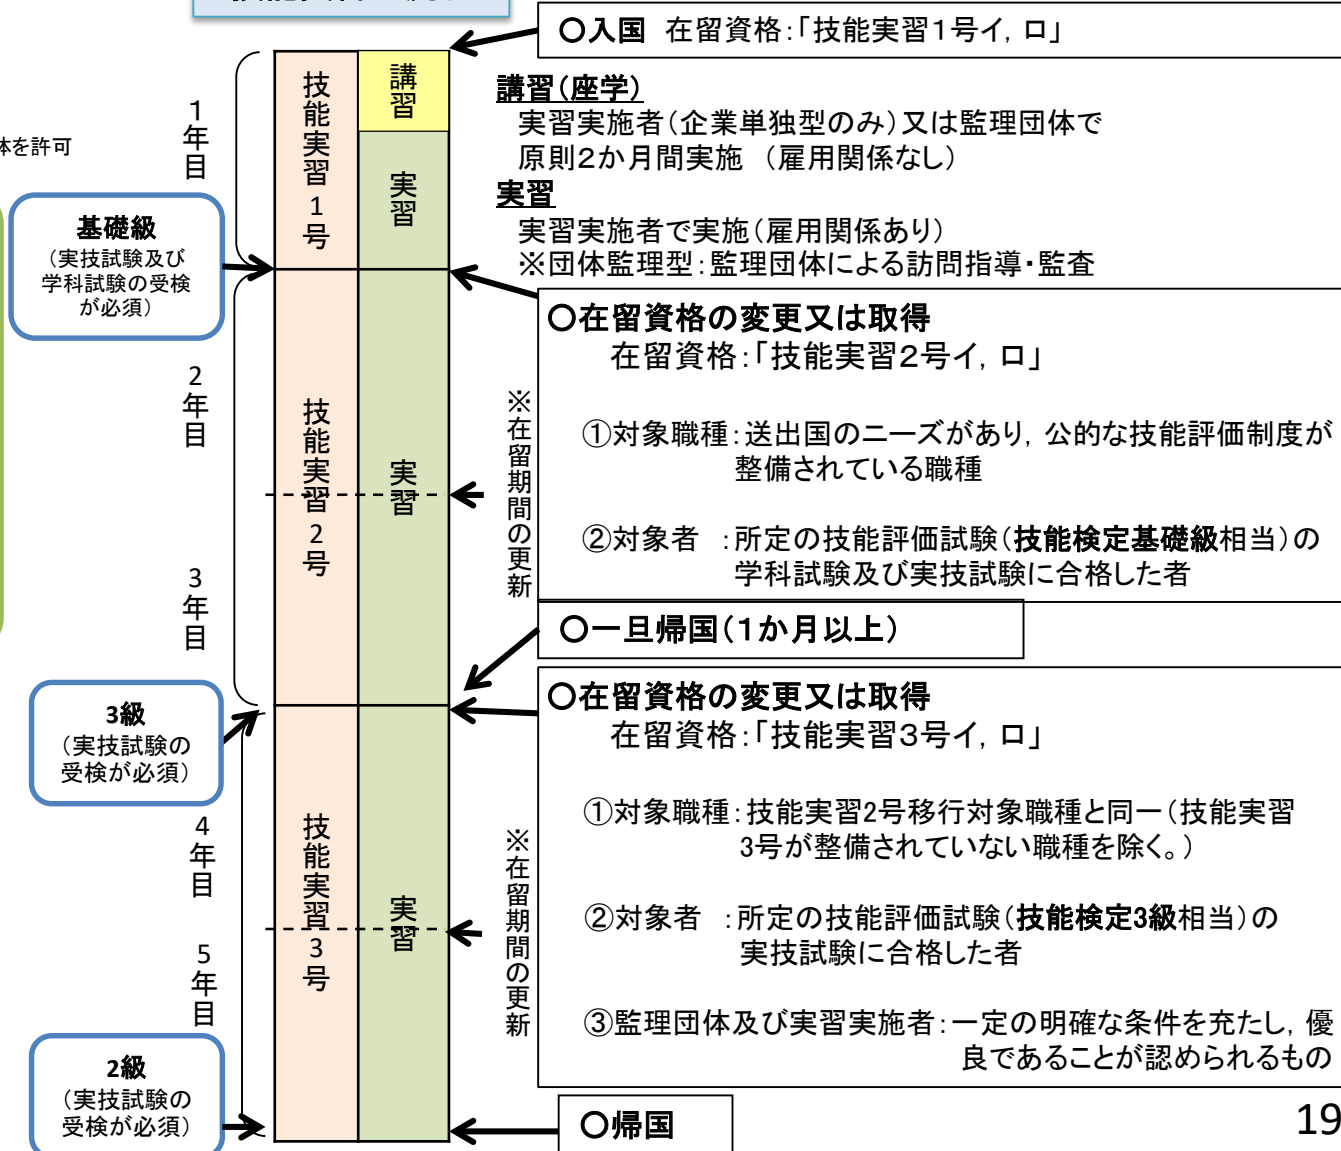 ○入国 在留資格:「技能実習1号イ, ロ」
講習(座学)
実習実施者(企業単独型のみ)又は監理団体で
原則2か月間実施 (雇用関係なし)
実習
実習実施者で実施(雇用関係あり)
※団体監理型:監理団体による訪問指導・監査
体を許可
1年目
技能実習1号
講習
実習
基礎級
(実技試験及び
学科試験の受検
が必須)
○在留資格の変更又は取得
在留資格:「技能実習2号イ, ロ」
①対象職種:送出国のニーズがあり, 公的な技能評価制度が
整備されている職種
②対象者 :所定の技能評価試験(技能検定基礎級相当)の
学科試験及び実技試験に合格した者
2年目
技能実習2号
実習
※在留期間の更新
3年目
○一旦帰国(1か月以上)
3級
(実技試験の
受検が必須)
○在留資格の変更又は取得
在留資格:「技能実習3号イ, ロ」
①対象職種:技能実習2号移行対象職種と同一(技能実習
3号が整備されていない職種を除く。)
②対象者 :所定の技能評価試験(技能検定3級相当)の
実技試験に合格した者
③監理団体及び実習実施者:一定の明確な条件を充たし, 優
良であることが認められるもの
4年目
技能実習3号
実習
※在留期間の更新
5年目
2級
(実技試験の
受検が必須)
○帰国
19